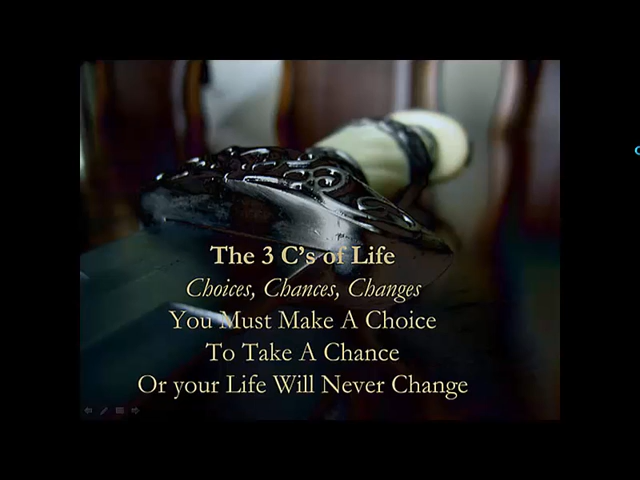 The 3 C's of Life
Choices, Chances, Changes
You Must Make A Choice
To Take A Chance
Or your Life Will Never Change